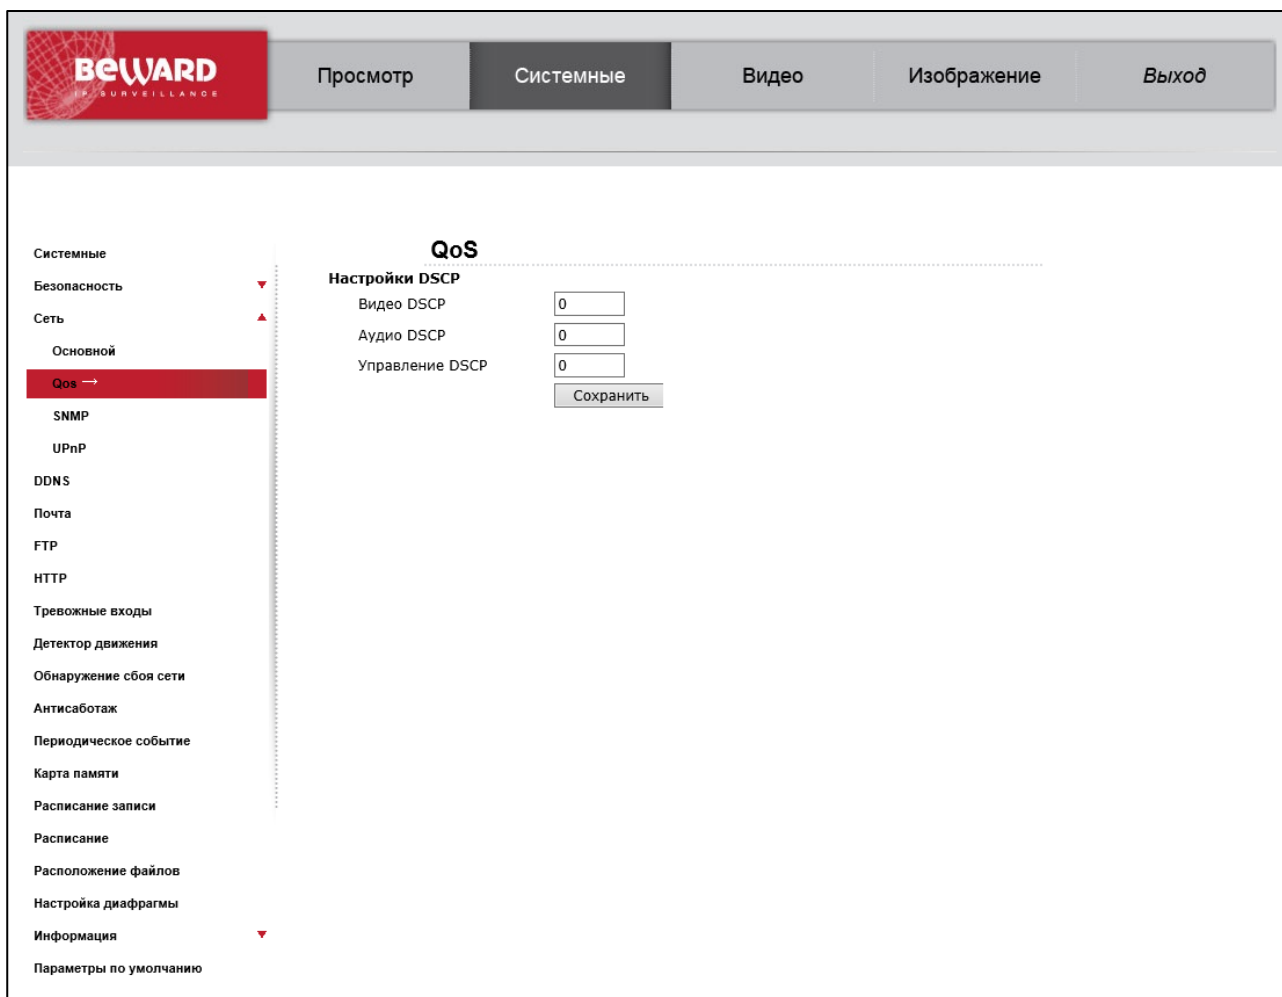 BEWARD
IP SURVEILLANCE
Просмотр
Системные
Видео
Изображение
Выход
Системные
Безопасность
Сеть
Основной
Qos →
SNMP
UPnP
DDNS
Почта
FTP
HTTP
Тревожные входы
Детектор движения
Обнаружение сбоя сети
Антисаботаж
Периодическое событие
Карта памяти
Расписание записи
Расписание
Расположение файлов
Настройка диафрагмы
Информация
Параметры по умолчанию
QoS
Настройки DSCP
Видео DSCP 0
Аудио DSCP 0
Управление DSCP 0
Сохранить